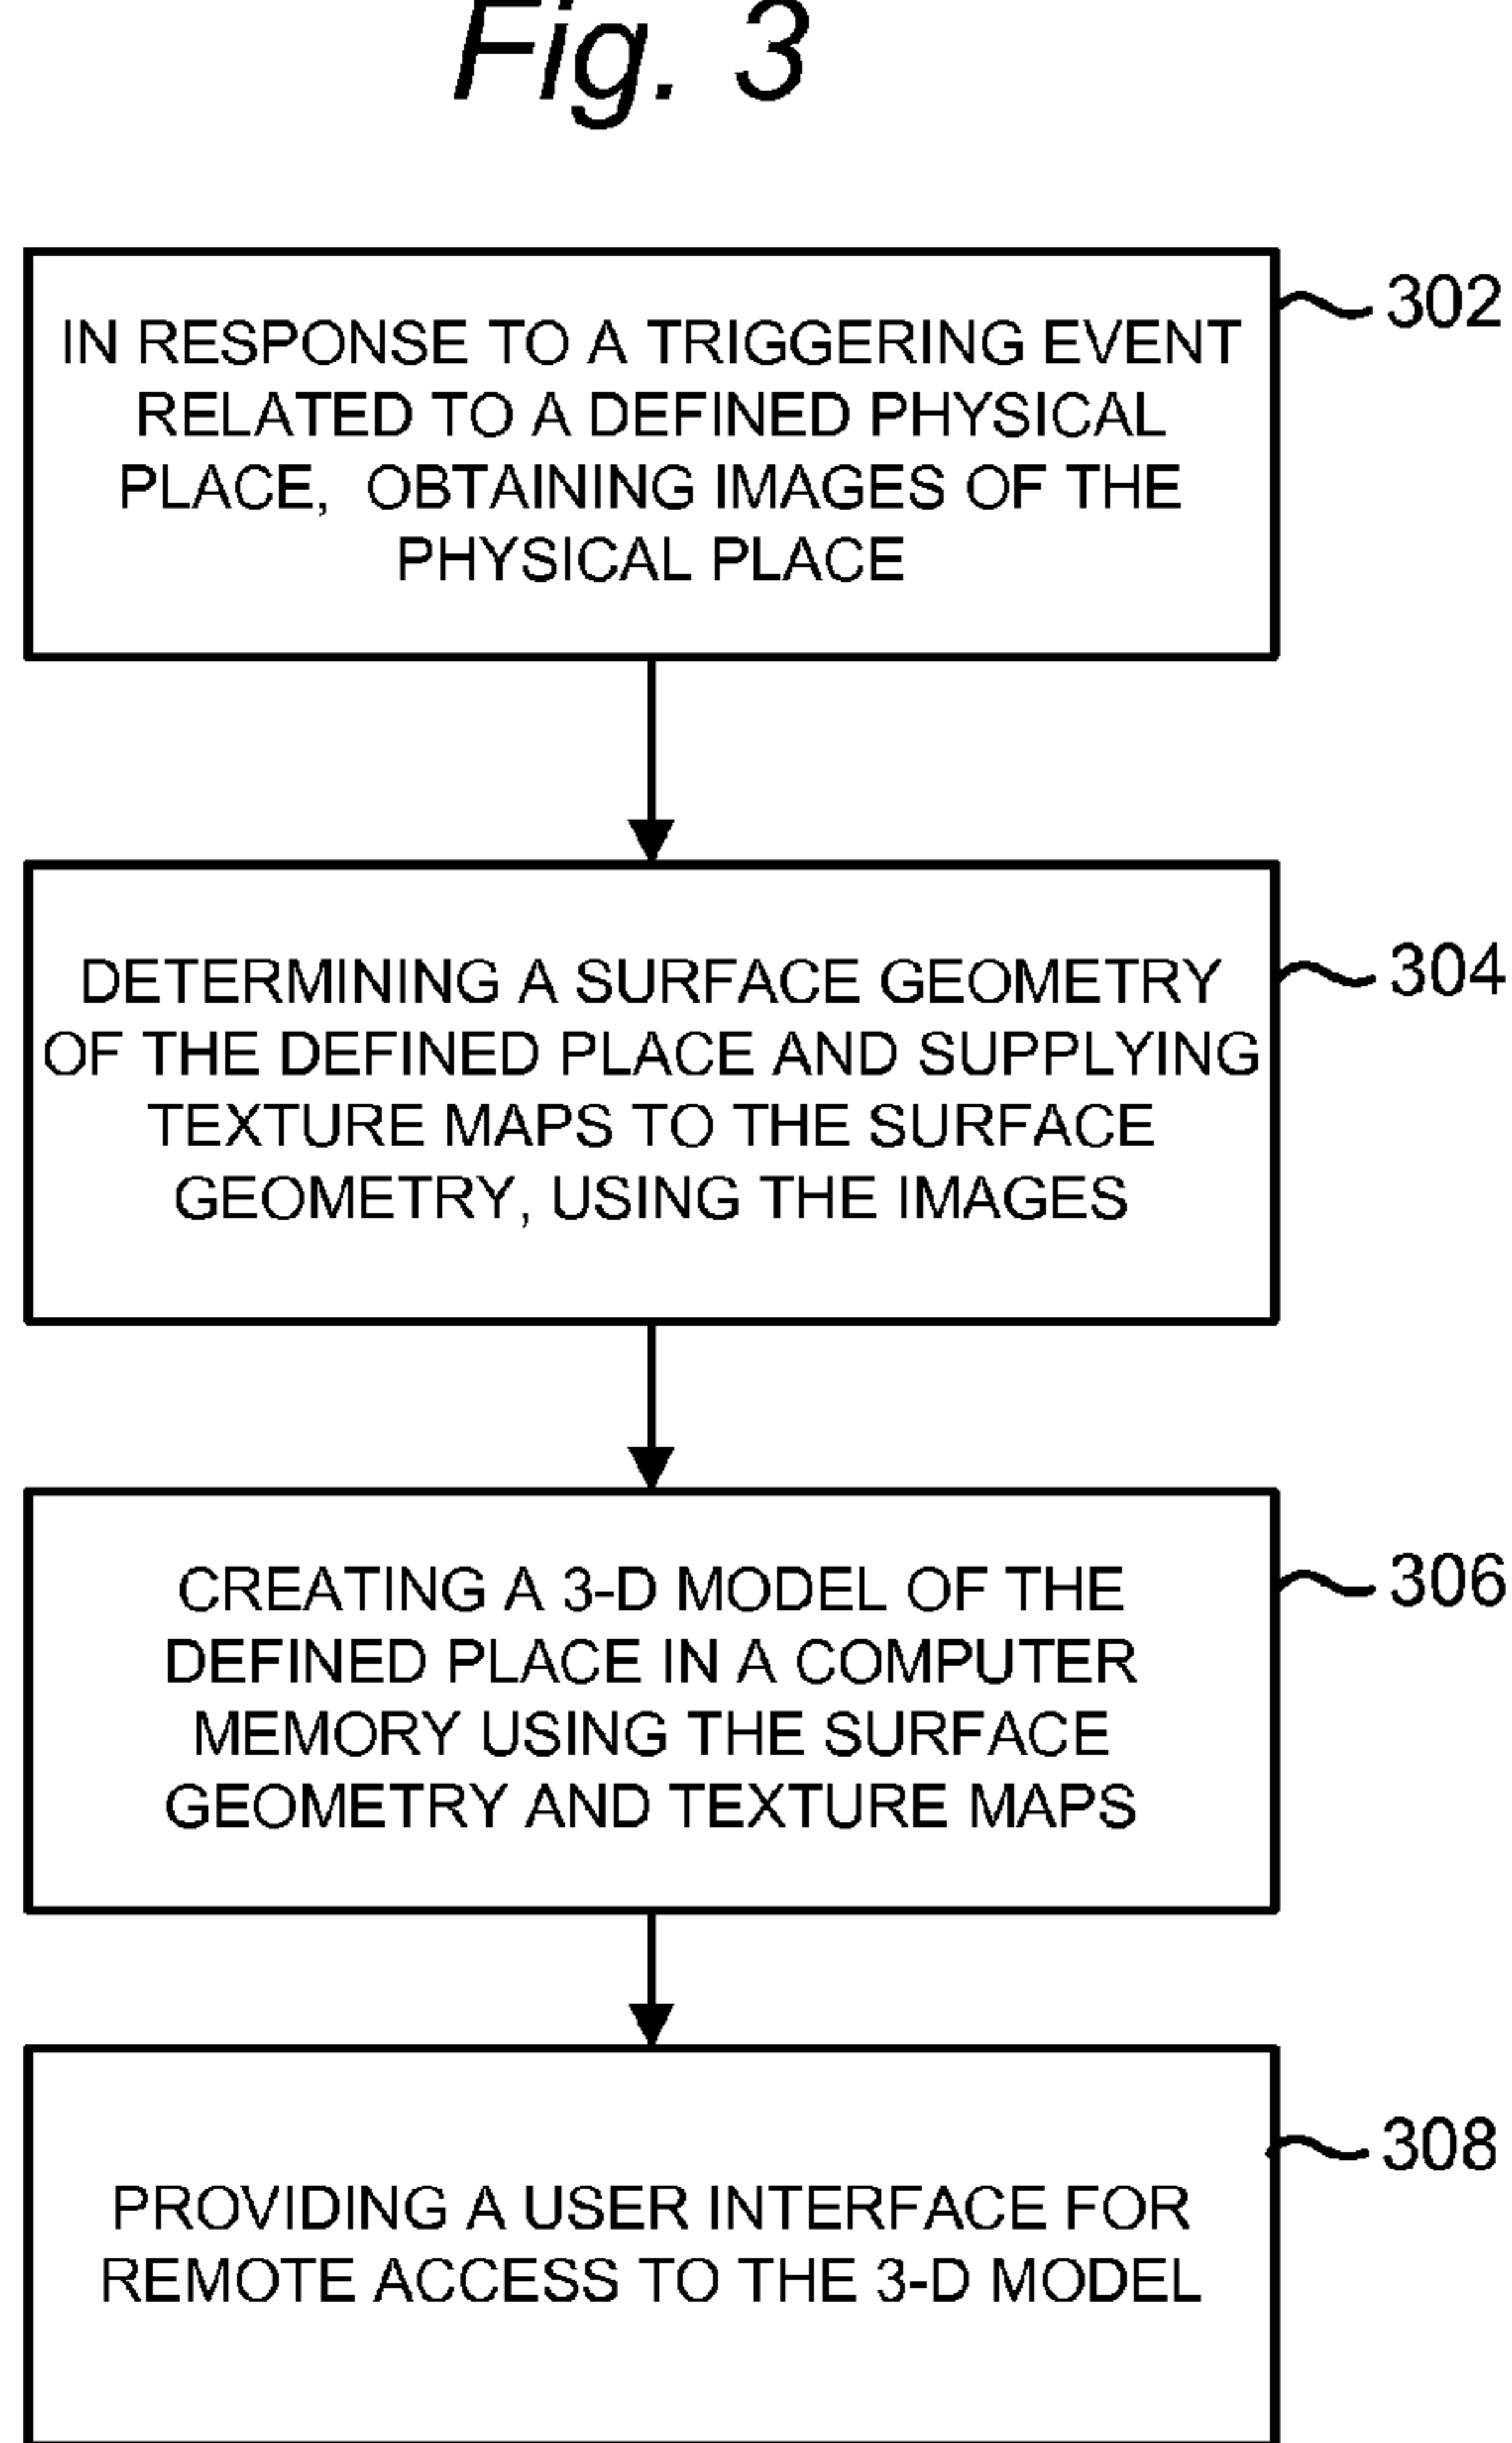 Fig. 3
302
IN RESPONSE TO A TRIGGERING EVENT
RELATED TO A DEFINED PHYSICAL
PLACE, OBTAINING IMAGES OF THE
PHYSICAL PLACE
304
DETERMINING A SURFACE GEOMETRY
OF THE DEFINED PLACE AND SUPPLYING
TEXTURE MAPS TO THE SURFACE
GEOMETRY, USING THE IMAGES
306
CREATING A 3-D MODEL OF THE
DEFINED PLACE IN A COMPUTER
MEMORY USING THE SURFACE
GEOMETRY AND TEXTURE MAPS
308
PROVIDING A USER INTERFACE FOR
REMOTE ACCESS TO THE 3-D MODEL